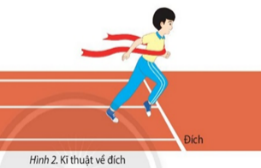 Đích
Hình 2. Kĩ thuật về đích